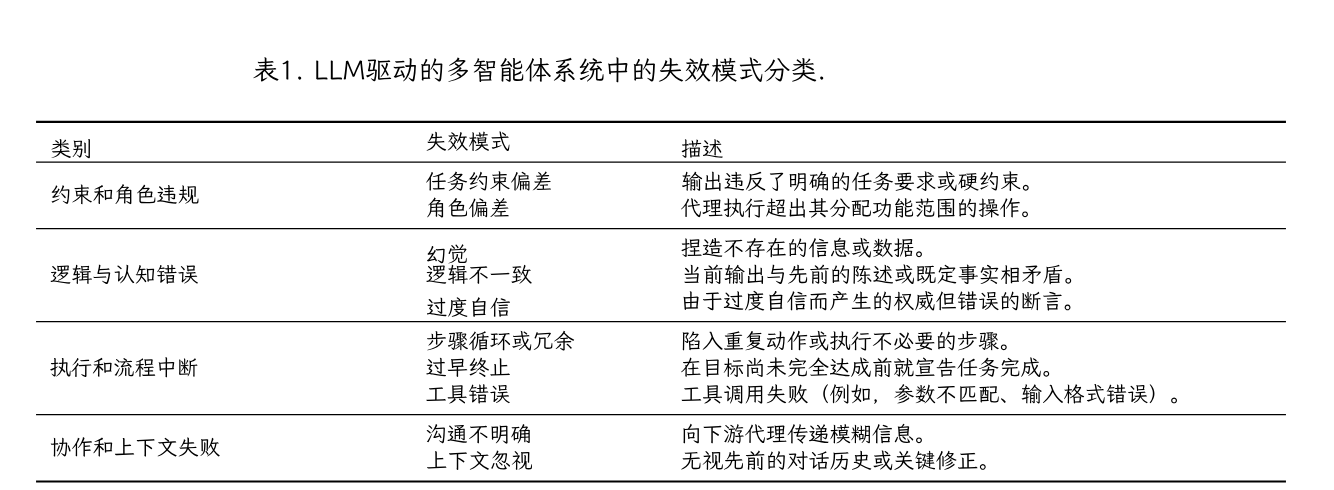 表1. LLM驱动的多智能体系统中的失效模式分类.
类别 失效模式 描述
约束和角色违规 任务约束偏差 输出违反了明确的任务要求或硬约束。
角色偏差 代理执行超出其分配功能范围的操作。
逻辑与认知错误 幻觉 捏造不存在的信息或数据。
逻辑不一致 当前输出与先前的陈述或既定事实相矛盾。
过度自信 由于过度自信而产生的权威但错误的断言。
执行和流程中断 步骤循环或冗余 陷入重复动作或执行不必要的步骤。
过早终止 在目标尚未完全达成前就宣告任务完成。
工具错误 工具调用失败（例如，参数不匹配、输入格式错误）。
协作和上下文失败 沟通不明确 向下游代理传递模糊信息。
上下文忽视 无视先前的对话历史或关键修正。